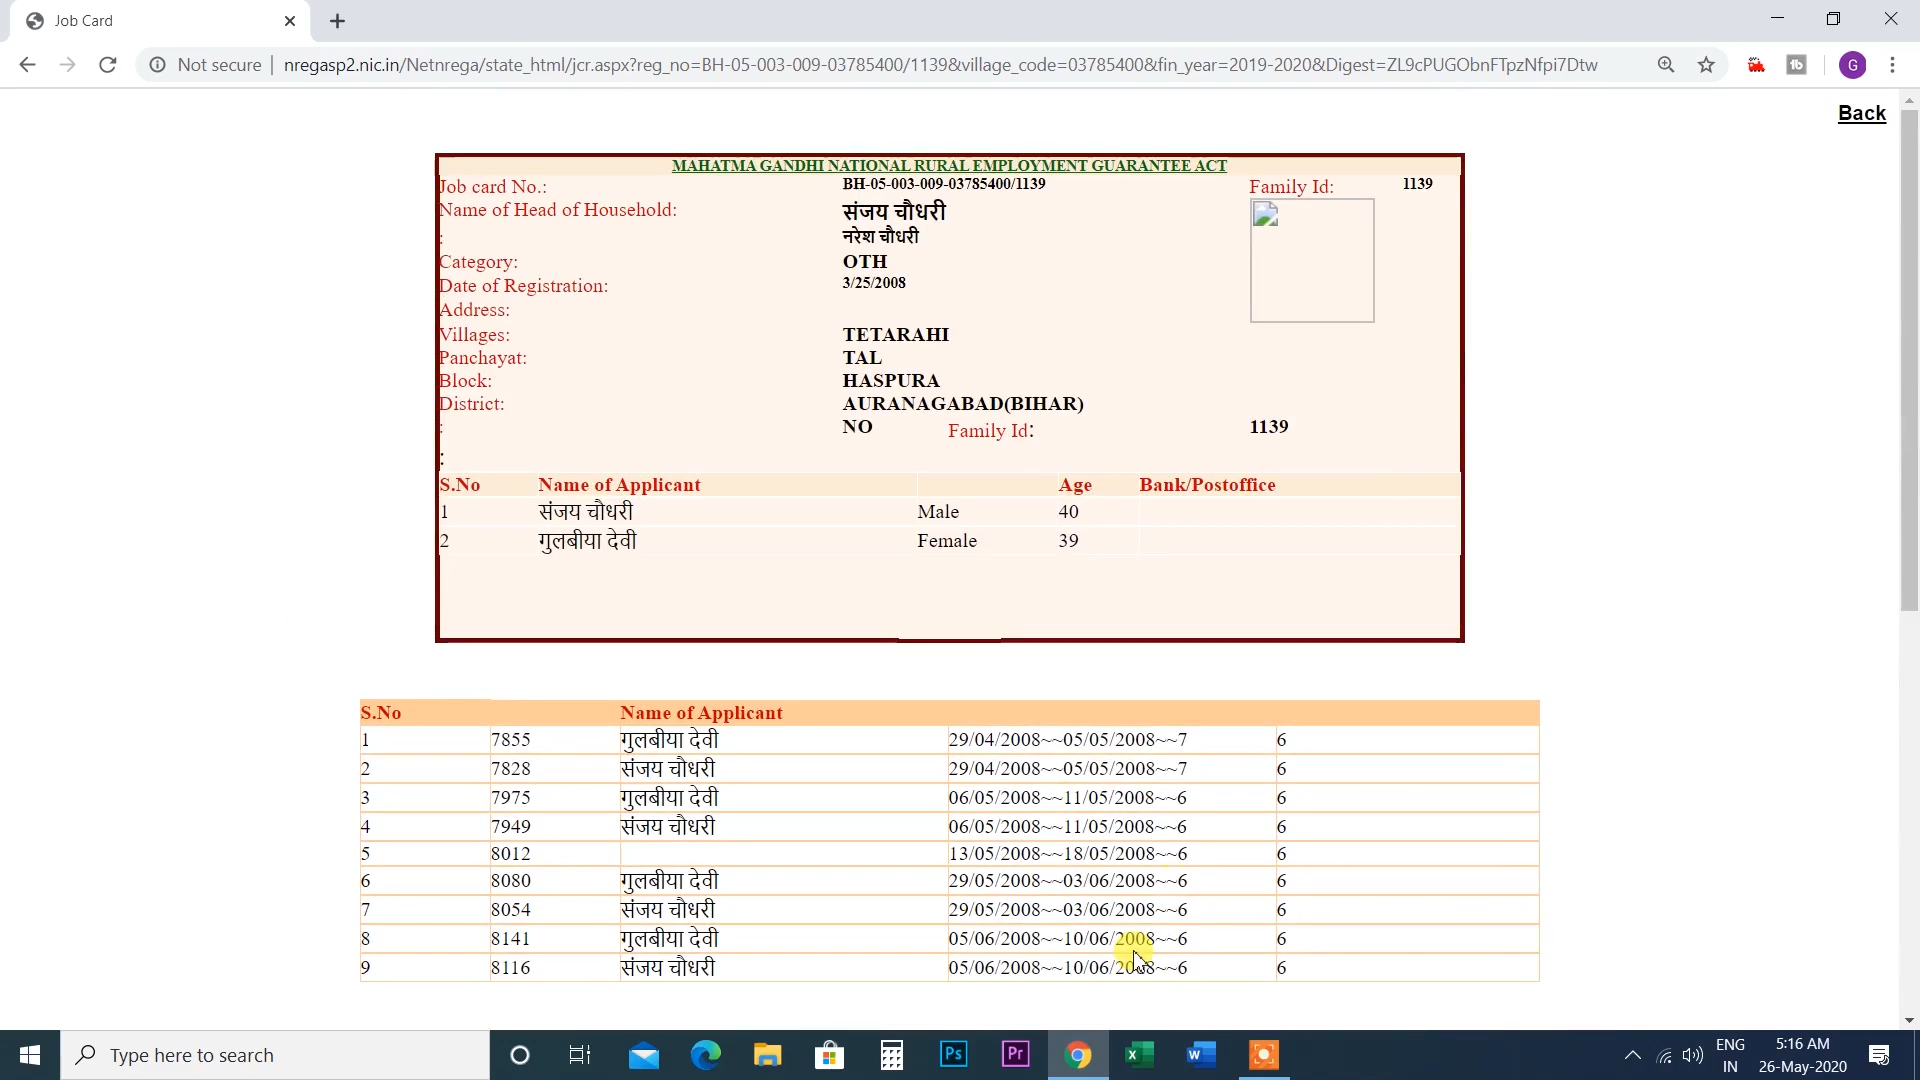 Job Card
Not secure nregasp2.nic.in/Netnrega/state_html/jcr.aspx?reg_no=BH-05-003-009-03785400/1139&village_code=03785400&fin_year=2019-2020&Digest=ZL9cPUGObnFTpzNfpi7Dtw G
Back
MAHATMA GANDHI NATIONAL RURAL EMPLOYMENT GUARANTEE ACT
Job card No.: BH-05-003-009-03785400/1139 Family Id: 1139
Name of Head of Household: संजय चौधरी
: नरेश चौधरी
Category: OTH
Date of Registration: 3/25/2008
Address:
Villages: TETARAHI
Panchayat: TAL
Block: HASPURA
District: AURANAGABAD(BIHAR)
: NO Family Id: 1139
:
S.No Name of Applicant Age Bank/Postoffice
1 संजय चौधरी Male 40
2 गुलबीया देवी Female 39
S.No Name of Applicant
1 7855 गुलबीया देवी 29/04/2008~~05/05/2008~~7 6
2 7828 संजय चौधरी 29/04/2008~~05/05/2008~~7 6
3 7975 गुलबीया देवी 06/05/2008~~11/05/2008~~6 6
4 7949 संजय चौधरी 06/05/2008~~11/05/2008~~6 6
5 8012 13/05/2008~~18/05/2008~~6 6
6 8080 गुलबीया देवी 29/05/2008~~03/06/2008~~6 6
7 8054 संजय चौधरी 29/05/2008~~03/06/2008~~6 6
8 8141 गुलबीया देवी 05/06/2008~~10/06/2008~~6 6
9 8116 संजय चौधरी 05/06/2008~~10/06/2008~~6 6
Type here to search Ps Pr ENG 5:16 AM
IN 26-May-2020